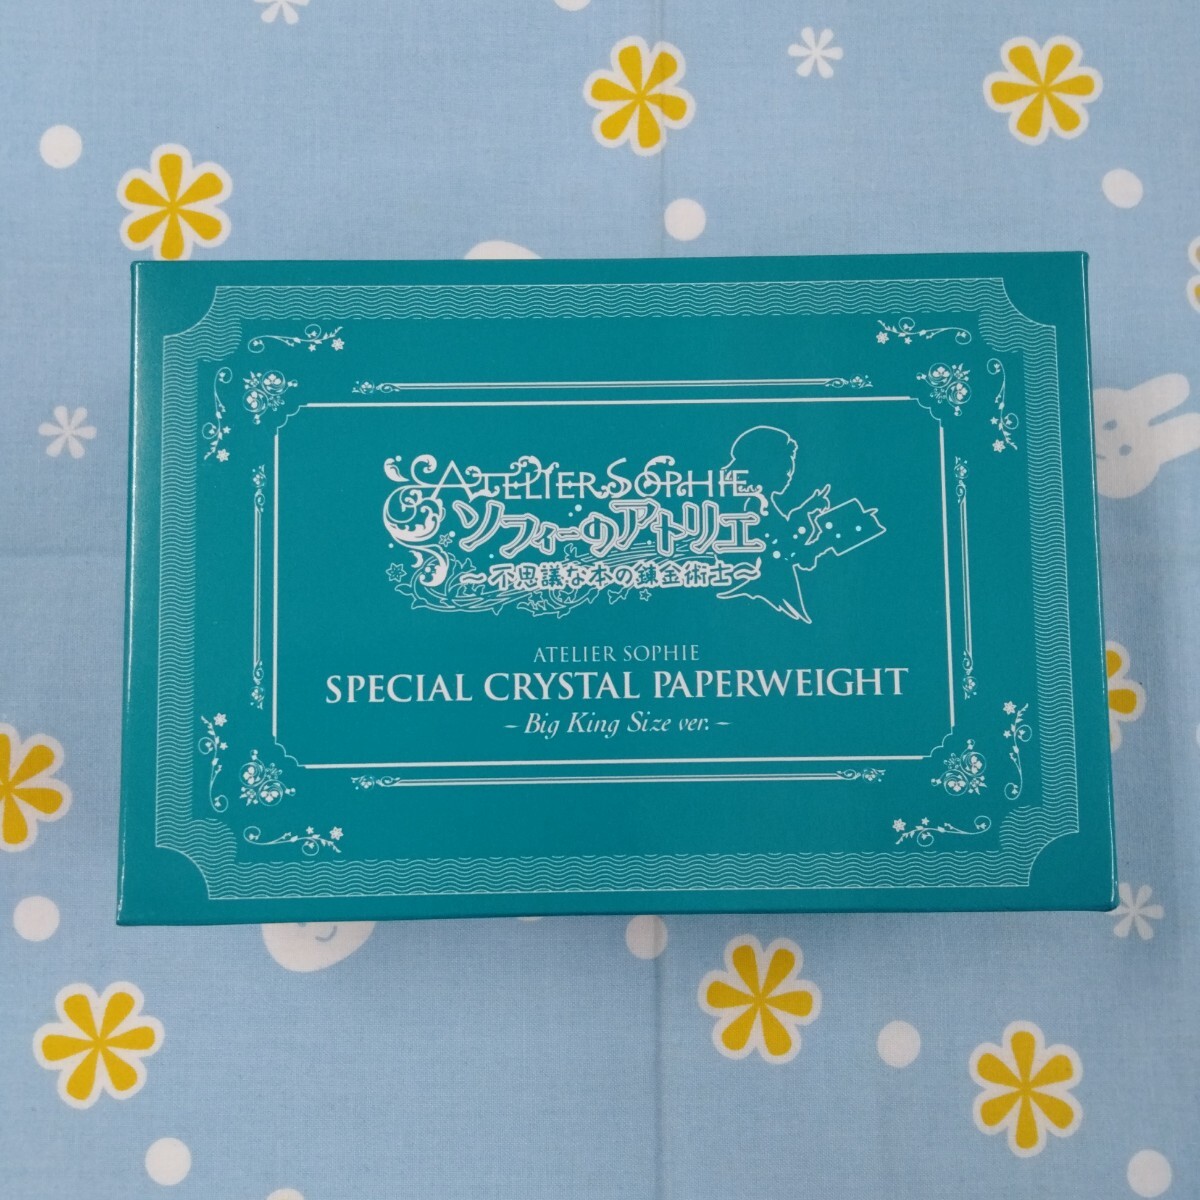 ATELIER SOPHIE
ソフィーのアトリエ
～不思議な本の錬金術士～
ATELIER SOPHIE
SPECIAL CRYSTAL PAPERWEIGHT
– Big King Size ver. –